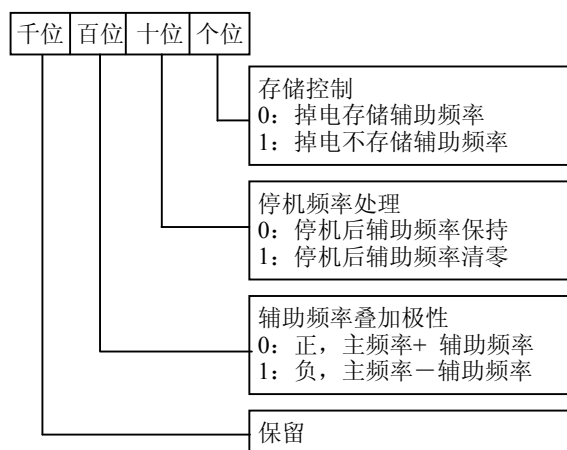 千位 百位 十位 个位
存储控制
0：掉电存储辅助频率
1：掉电不存储辅助频率
停机频率处理
0：停机后辅助频率保持
1：停机后辅助频率清零
辅助频率叠加极性
0：正，主频率+ 辅助频率
1：负，主频率－辅助频率
保留